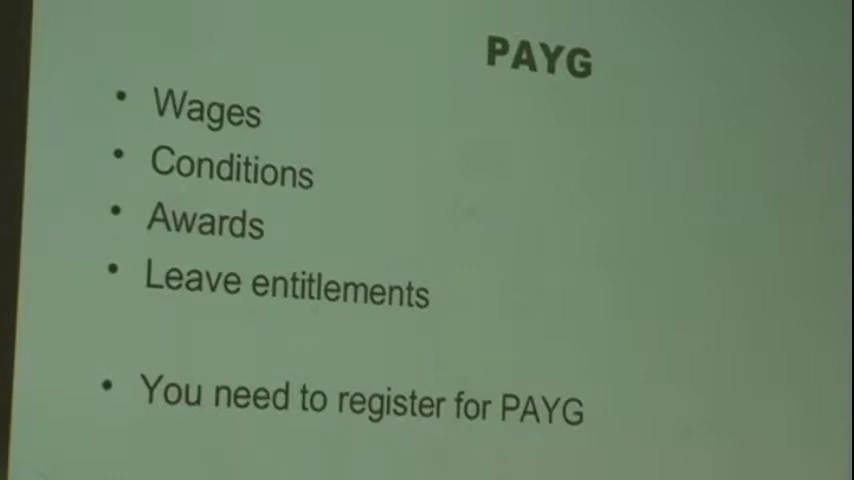 PAYG
• Wages
• Conditions
• Awards
• Leave entitlements
• You need to register for PAYG